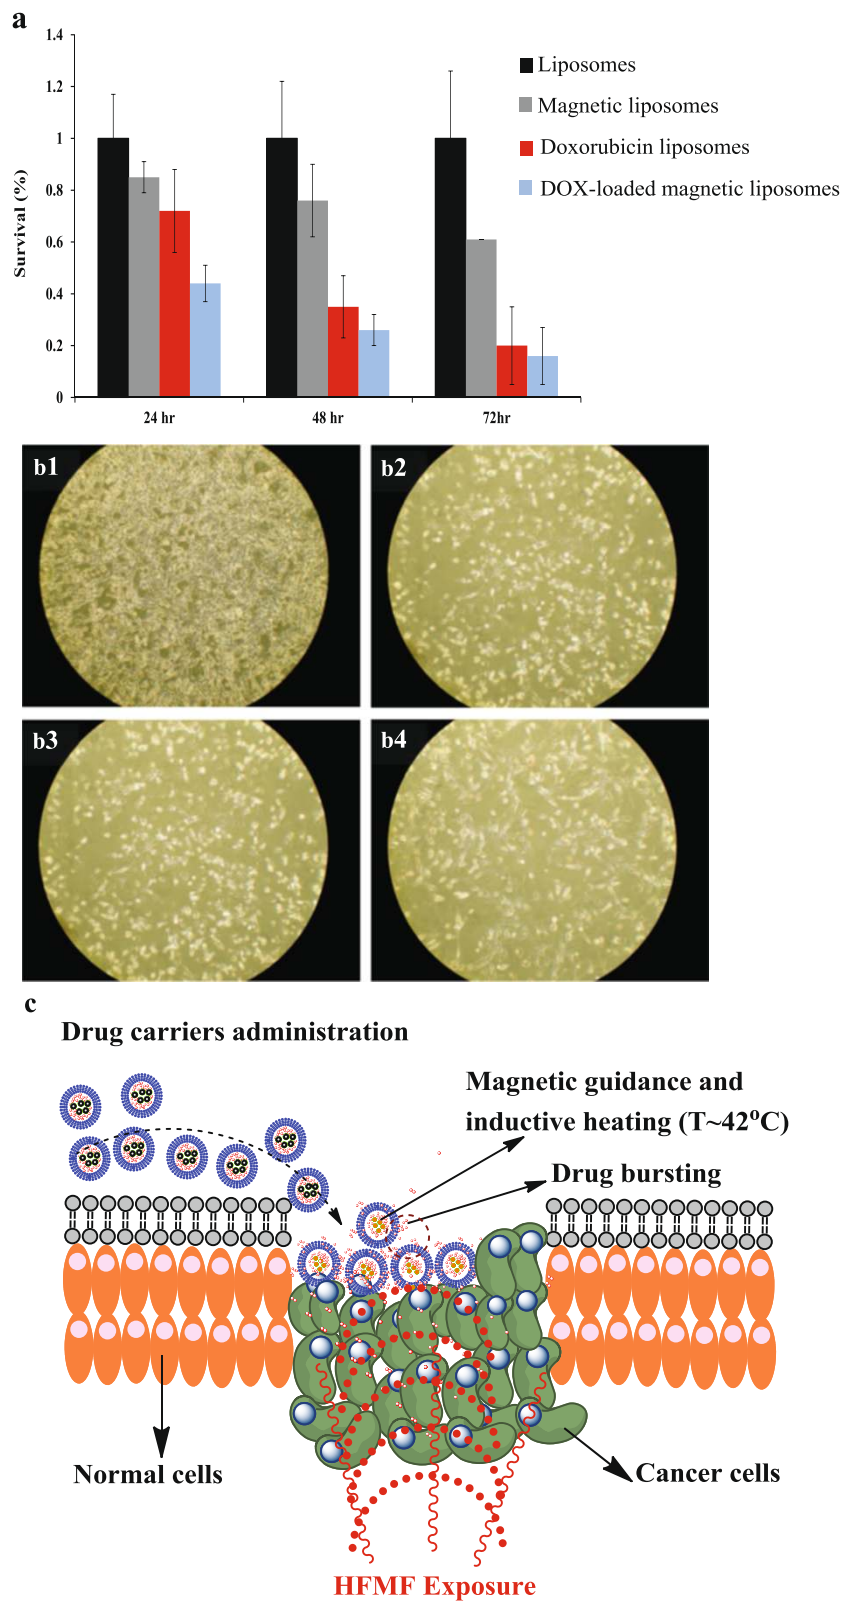 a
Survival (%)
1.4
1.2
1
0.8
0.6
0.4
0.2
0
24 hr
48 hr
72hr
Liposomes
Magnetic liposomes
Doxorubicin liposomes
DOX-loaded magnetic liposomes
b1
b2
b3
b4
c
Drug carriers administration
Magnetic guidance and
inductive heating (T~42°C)
Drug bursting
Normal cells
Cancer cells
HFMF Exposure